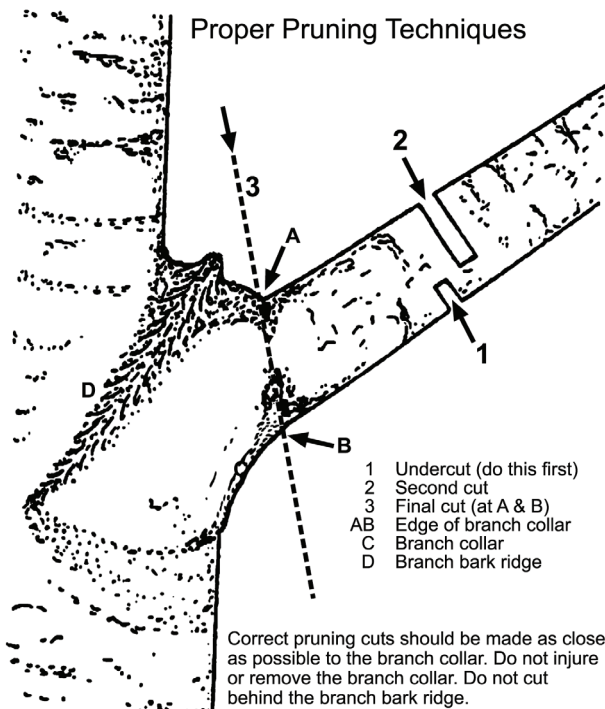 Proper Pruning Techniques
2
3
A
1
D
B
1 Undercut (do this first)
2 Second cut
3 Final cut (at A & B)
AB Edge of branch collar
C Branch collar
D Branch bark ridge
Correct pruning cuts should be made as close
as possible to the branch collar. Do not injure
or remove the branch collar. Do not cut
behind the branch bark ridge.